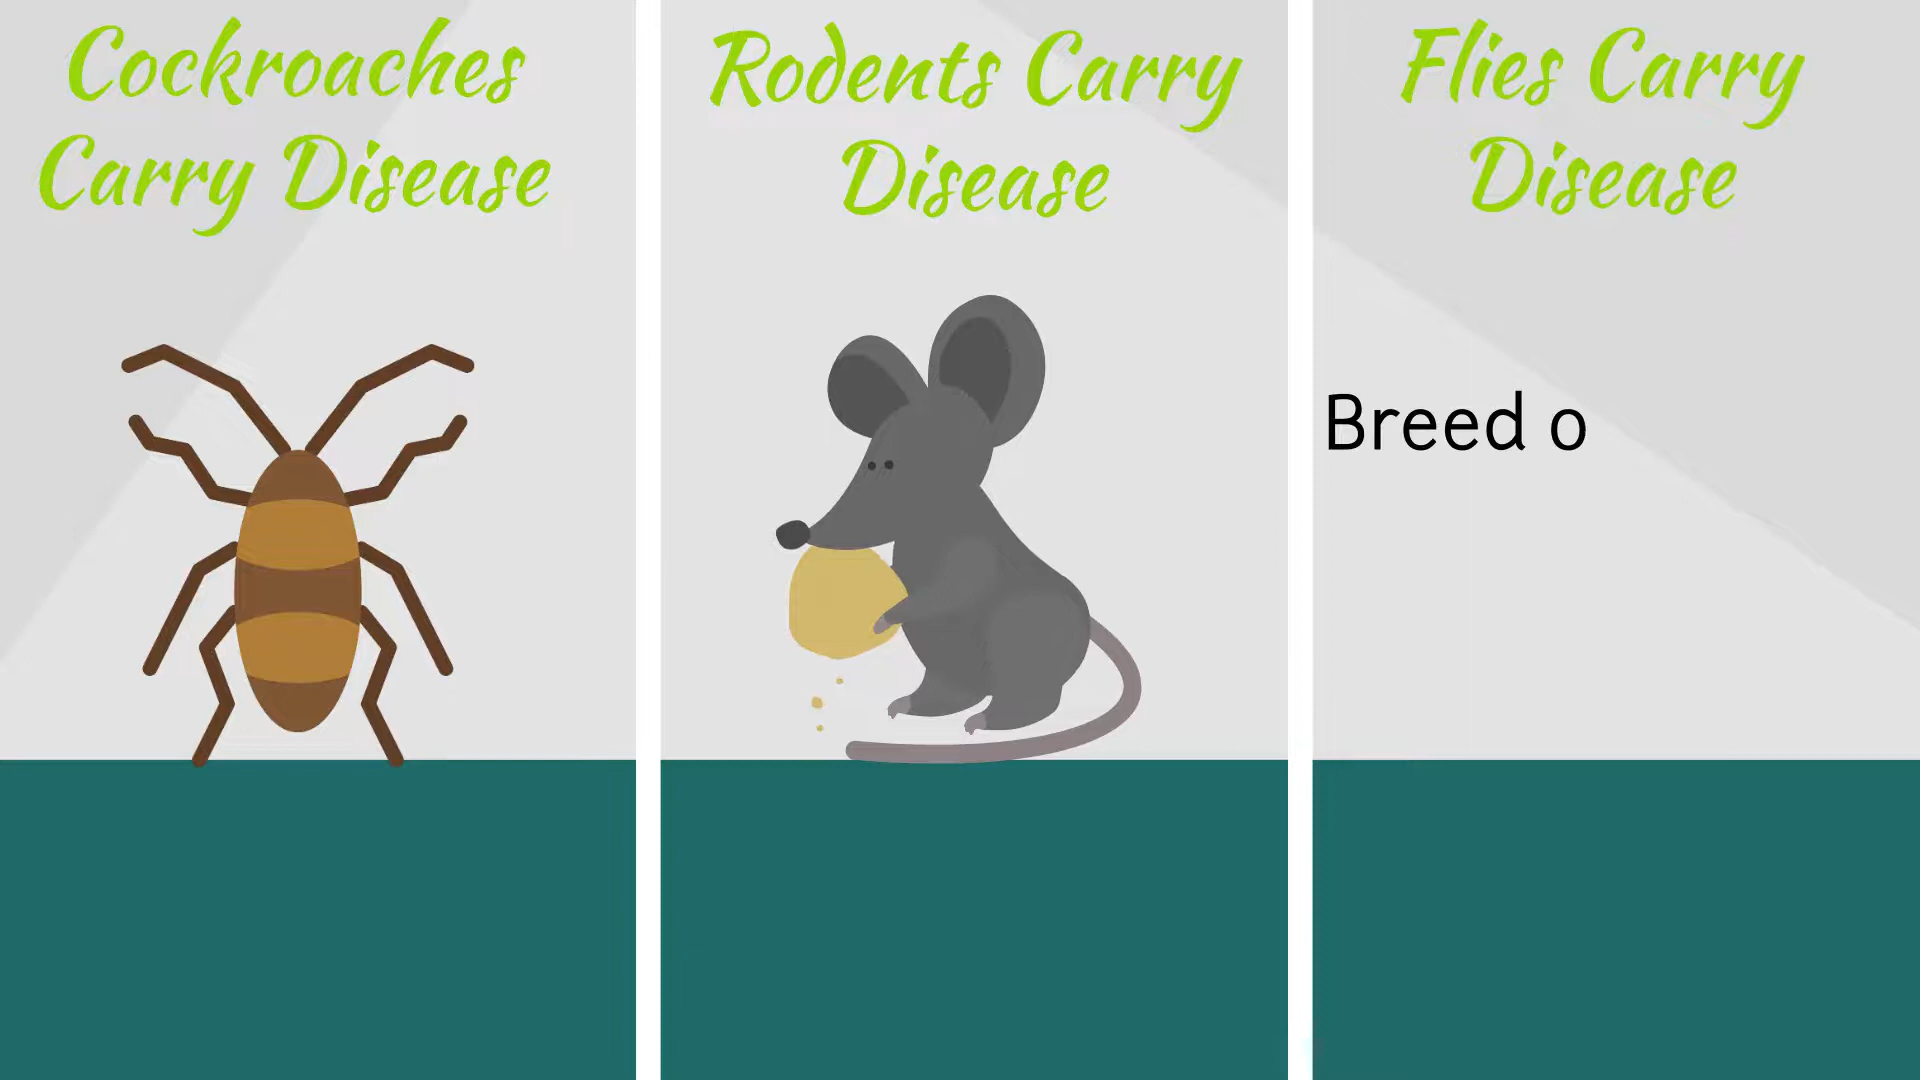 Cockroaches
Carry Disease
Rodents Carry
Disease
Flies Carry
Disease
Breed o